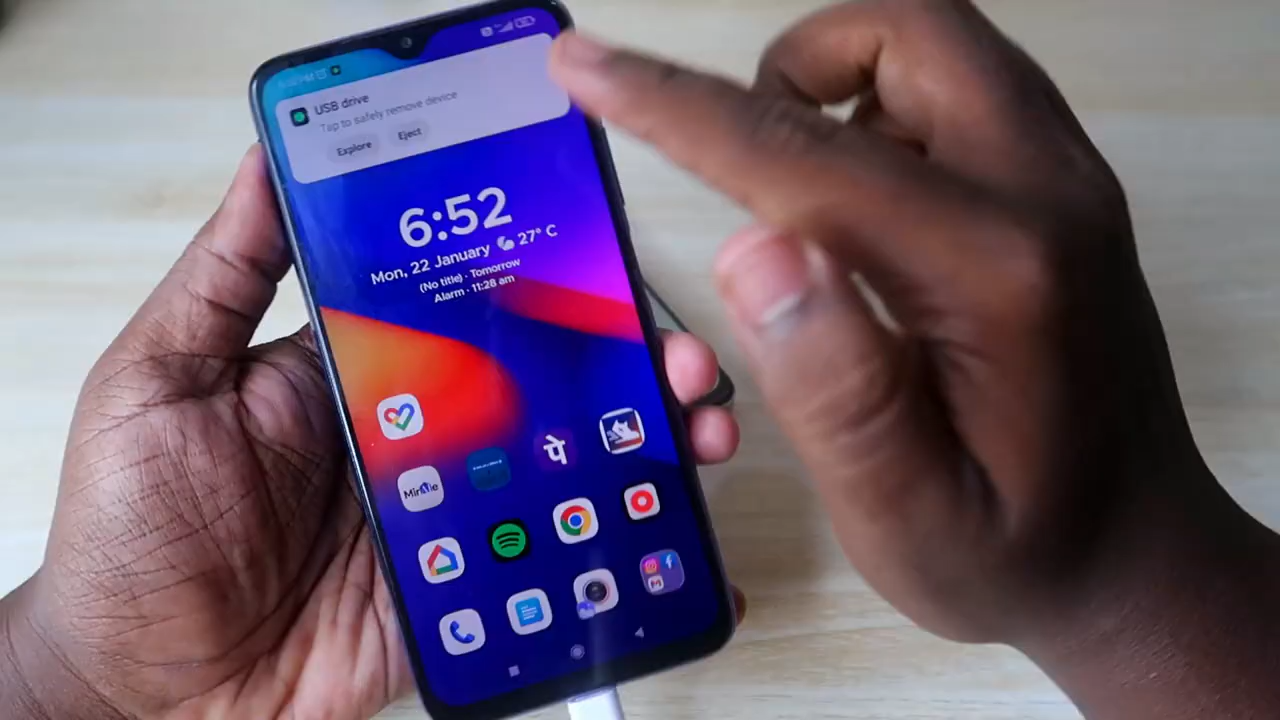 USB drive
Tap to safely remove device
Explore
Eject
6:52
Mon, 22 January 27° C
(No title) · Tomorrow
Alarm · 11:28 am
पे